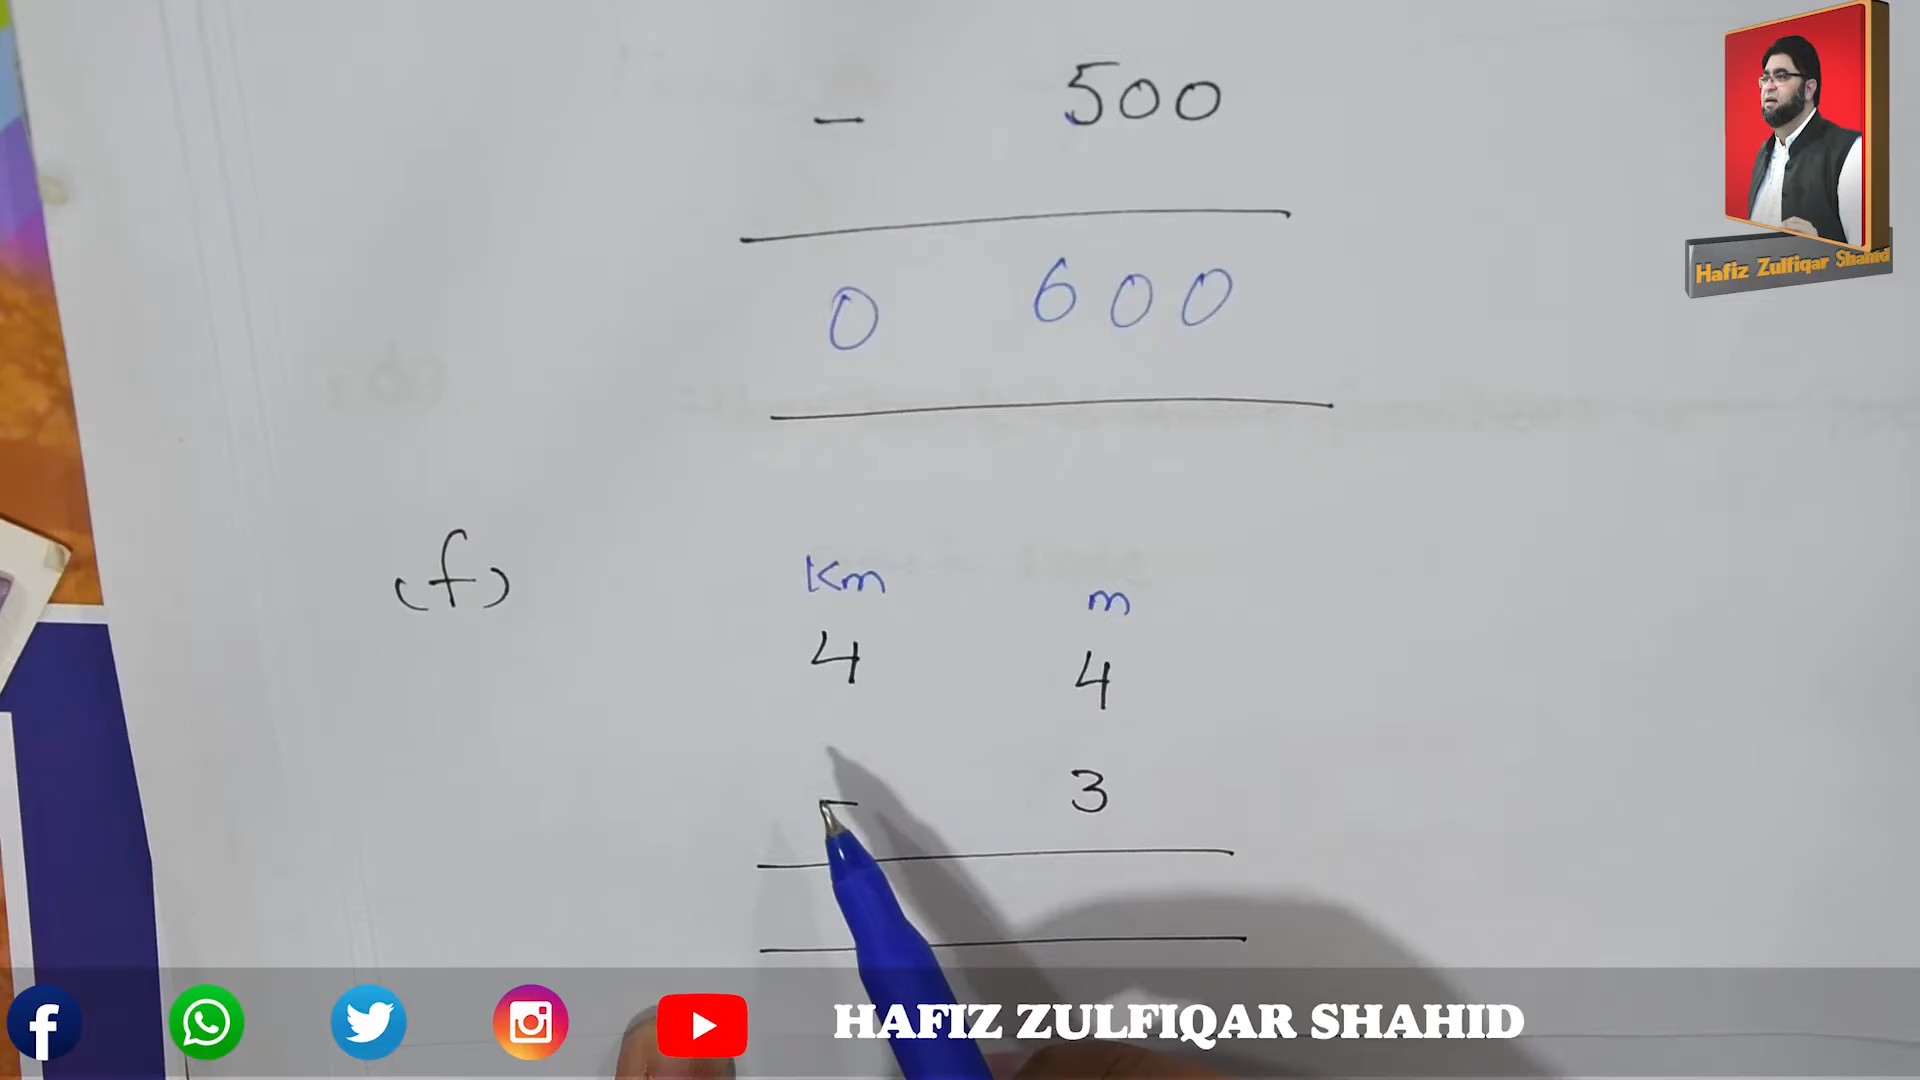 – 500
0 600
(f) Km m
4 4
– 3
Hafiz Zulfiqar Shahid
HAFIZ ZULFIQAR SHAHID